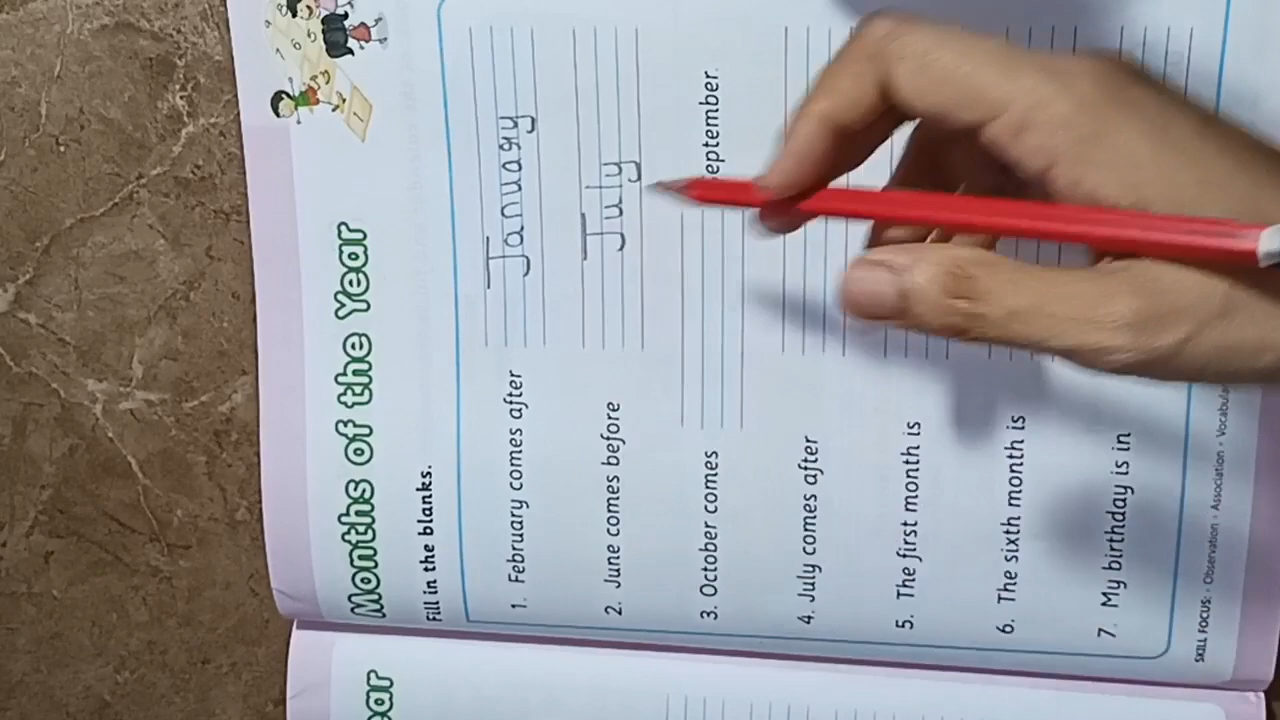 Months of the Year
Fill in the blanks.
1. February comes after January
2. June comes before July
3. October comes eptember.
4. July comes after
5. The first month is
6. The sixth month is
7. My birthday is in
SKILL FOCUS: • Observation • Association •